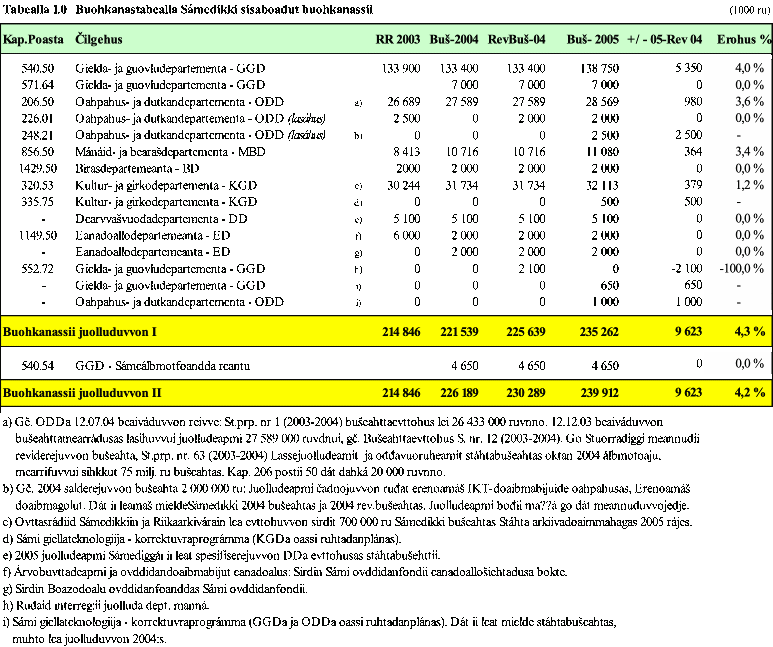 Tabealla 1.0 Buohkanastabealla Sámedikki sisaboađut buohkanassii (1000 ru)
Kap.Poasta Čilgehus RR 2003 Buš-2004 RevBuš-04 Buš- 2005 +/ - 05-Rev 04 Erohus %
540.50 Gielda- ja guovludepartementa - GGD 133 900 133 400 133 400 138 750 5 350 4,0 %
571.64 Gielda- ja guovludepartementa - GGD 7 000 7 000 7 000 0 0,0 %
206.50 Oahpahus- ja dutkandepartementa - ODD a) 26 689 27 589 27 589 28 569 980 3,6 %
226.01 Oahpahus- ja dutkandepartementa - ODD (lasáhus) 2 500 0 2 000 2 000 0 0,0 %
248.21 Oahpahus- ja dutkandepartementa - ODD (lasáhus) b) 0 0 0 2 500 2 500 -
856.50 Mánáid- ja bearašdepartementa - MBD 8 413 10 716 10 716 11 080 364 3,4 %
1429.50 Birasdepartemeanta - BD 2000 2 000 2 000 2 000 0 0,0 %
320.53 Kultur- ja girkodepartementa - KGD c) 30 244 31 734 31 734 32 113 379 1,2 %
335.75 Kultur- ja girkodepartementa - KGD d) 0 0 0 500 500 -
- Dearvvašvuođadepartementa - DD e) 5 100 5 100 5 100 5 100 0 0,0 %
1149.50 Eanadoallodepartemeanta - ED f) 6 000 2 000 2 000 2 000 0 0,0 %
- Eanadoallodepartemeanta - ED g) 0 2 000 2 000 2 000 0 0,0 %
552.72 Gielda- ja guovludepartementa - GGD h) 0 0 2 100 0 -2 100 -100,0 %
- Gielda- ja guovludepartementa - GGD i) 0 0 0 650 650 -
- Oahpahus- ja dutkandepartementa - ODD i) 0 0 0 1 000 1 000 -
Buohkanassii juolluduvvon I 214 846 221 539 225 639 235 262 9 623 4,3 %
540.54 GGD - Sámeálbmotfoandda reantu 4 650 4 650 4 650 0 0,0 %
Buohkanassii juolluduvvon II 214 846 226 189 230 289 239 912 9 623 4,2 %
a) Gč. ODDa 12.07.04 beaiváduvvon reivve: St.prp. nr 1 (2003-2004) bušeahttaevttohus lei 26 433 000 ruvnno. 12.12.03 beaiváduvvon
bušeahttamearrádusas lasihuvvui juolludeapmi 27 589 000 ruvdnui, gč. Bušeahttaevttohus S. nr. 12 (2003-2004). Go Stuorradiggi meannudii
reviderejuvvon bušeahta, St.prp. nr. 63 (2003-2004) Lassejuolludeamit ja ođđavuoruheamit stáhtabušeahtas oktan 2004 álbmotoaju,
mearrifuvvui sihkkut 75 milj. ru bušeahtas. Kap. 206 postii 50 dát dahká 20 000 ruvnno.
b) Gč. 2004 salderejuvvon bušeahta 2 000 000 ru: Juolludeapmi čadnojuvvon ruđat erenoamáš IKT-doaibmabijuide oahpahusas, Erenoamáš
doaibmagolut. Dát ii leamaš mieldeSámedikki 2004 bušeahtas ja 2004 rev.bušeahtas. Juolludeapmi bođii ma??á go dát meannuduvvojedje.
c) Ovttasráđiid Sámedikkiin ja Riikaarkivárain lea evttohuvvon sirdit 700 000 ru Sámedikki bušeahtas Stáhta arkiivadoaimmahagas 2005 rájes.
d) Sámi giellateknologiija - korrektuvraprográmma (KGDa oassi ruhtadanplánas).
e) 2005 juolludeapmi Sámediggái ii leat spesifiserejuvvon DDa evttohusas stáhtabušehttii.
f) Árvobuvttadeapmi ja ovddidandoaibmabijut eanadoalus: Sirdin Sámi ovddidanfondii eanadoallošiehtadusa bokte.
g) Sirdin Boazodoalu ovddidanfoanddas Sámi ovddidanfondii.
h) Ruđaid interregii juolluda dept. manná.
i) Sámi giellateknologiija - korrektuvraprográmma (GGDa ja ODDa oassi ruhtadanplánas). Dát ii leat mielde stáhtabušeahtas,
muhto lea juolluduvvon 2004:s.